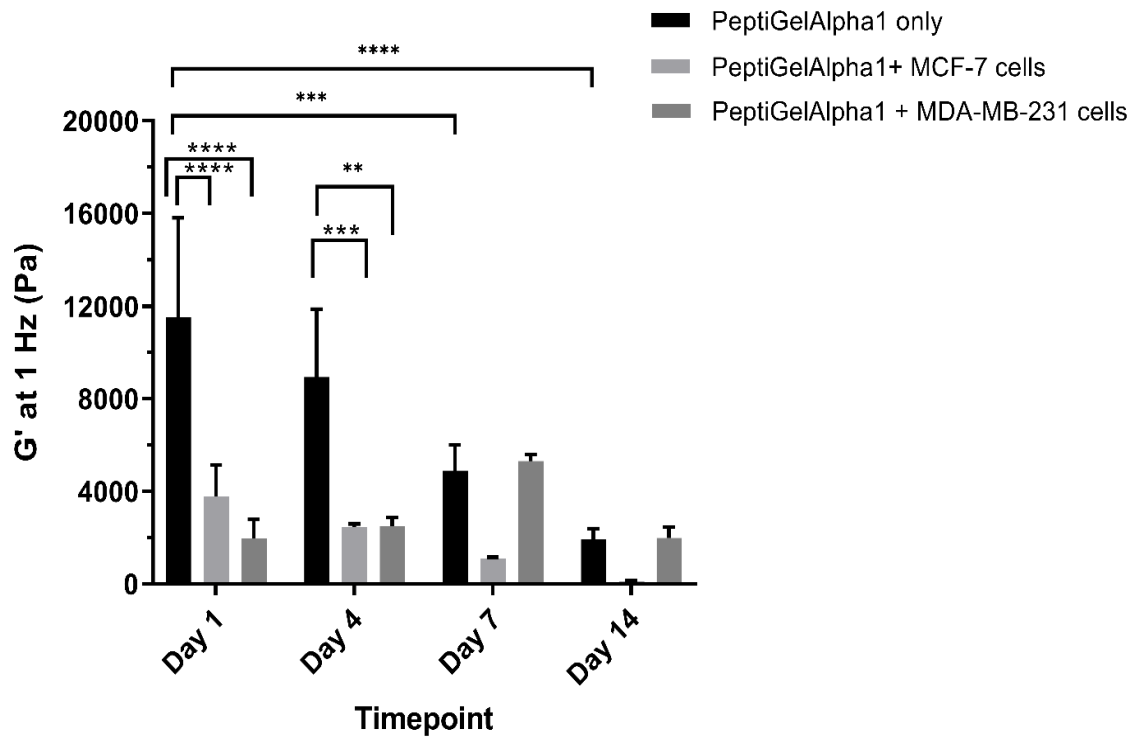 PeptiGelAlpha1 only
PeptiGelAlpha1+ MCF-7 cells
PeptiGelAlpha1 + MDA-MB-231 cells
****
***
20000
****
****
**
16000
***
12000
8000
4000
0
G' at 1 Hz (Pa)
Day 1
Day 4
Day 7
Day 14
Timepoint